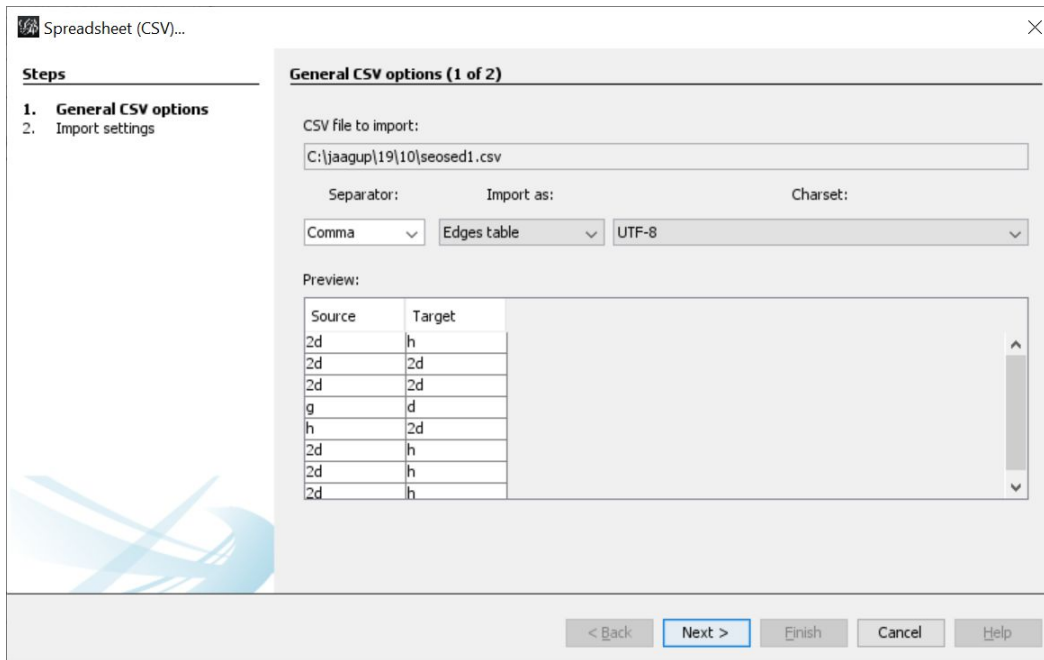 Spreadsheet (CSV)...
Steps
1. General CSV options
2. Import settings
General CSV options (1 of 2)
CSV file to import:
C:\jaagup\19\10\seosed1.csv
Separator: Import as: Charset:
Comma Edges table UTF-8
Preview:
Source Target
2d h
2d 2d
2d 2d
g d
h 2d
2d h
2d h
2d h
< Back Next > Finish Cancel Help